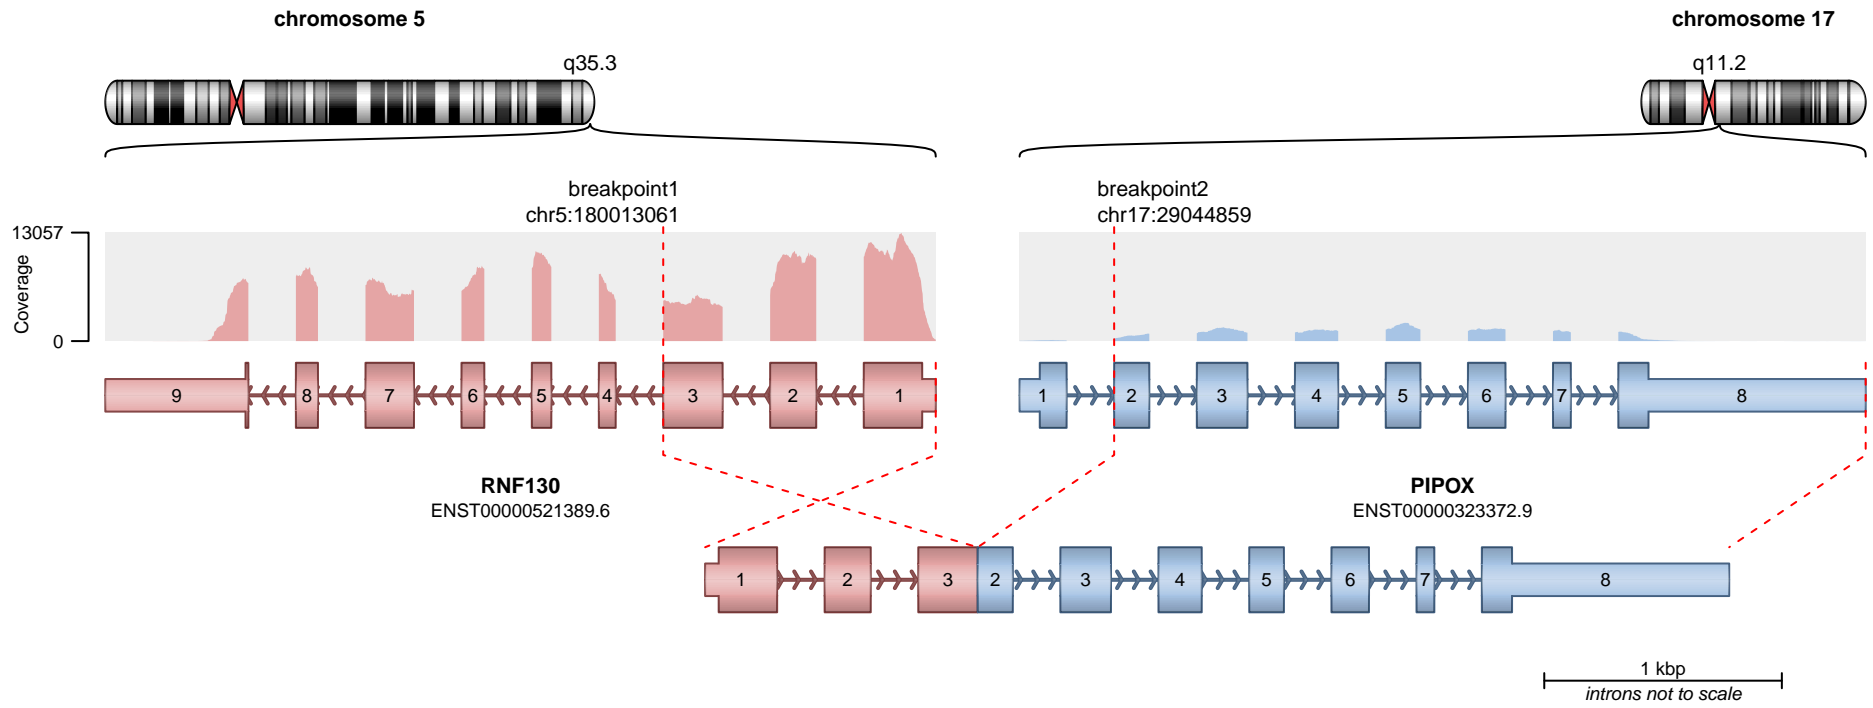 chromosome 5
chromosome 17
q35.3
q11.2
breakpoint1
chr5:180013061
breakpoint2
chr17:29044859
13057
Coverage
0
9 8 7 6 5 4 3 2 1
1 2 3 4 5 6 7 8
RNF130
ENST00000521389.6
PIPOX
ENST00000323372.9
1 2 3 2 3 4 5 6 7 8
1 kbp
introns not to scale